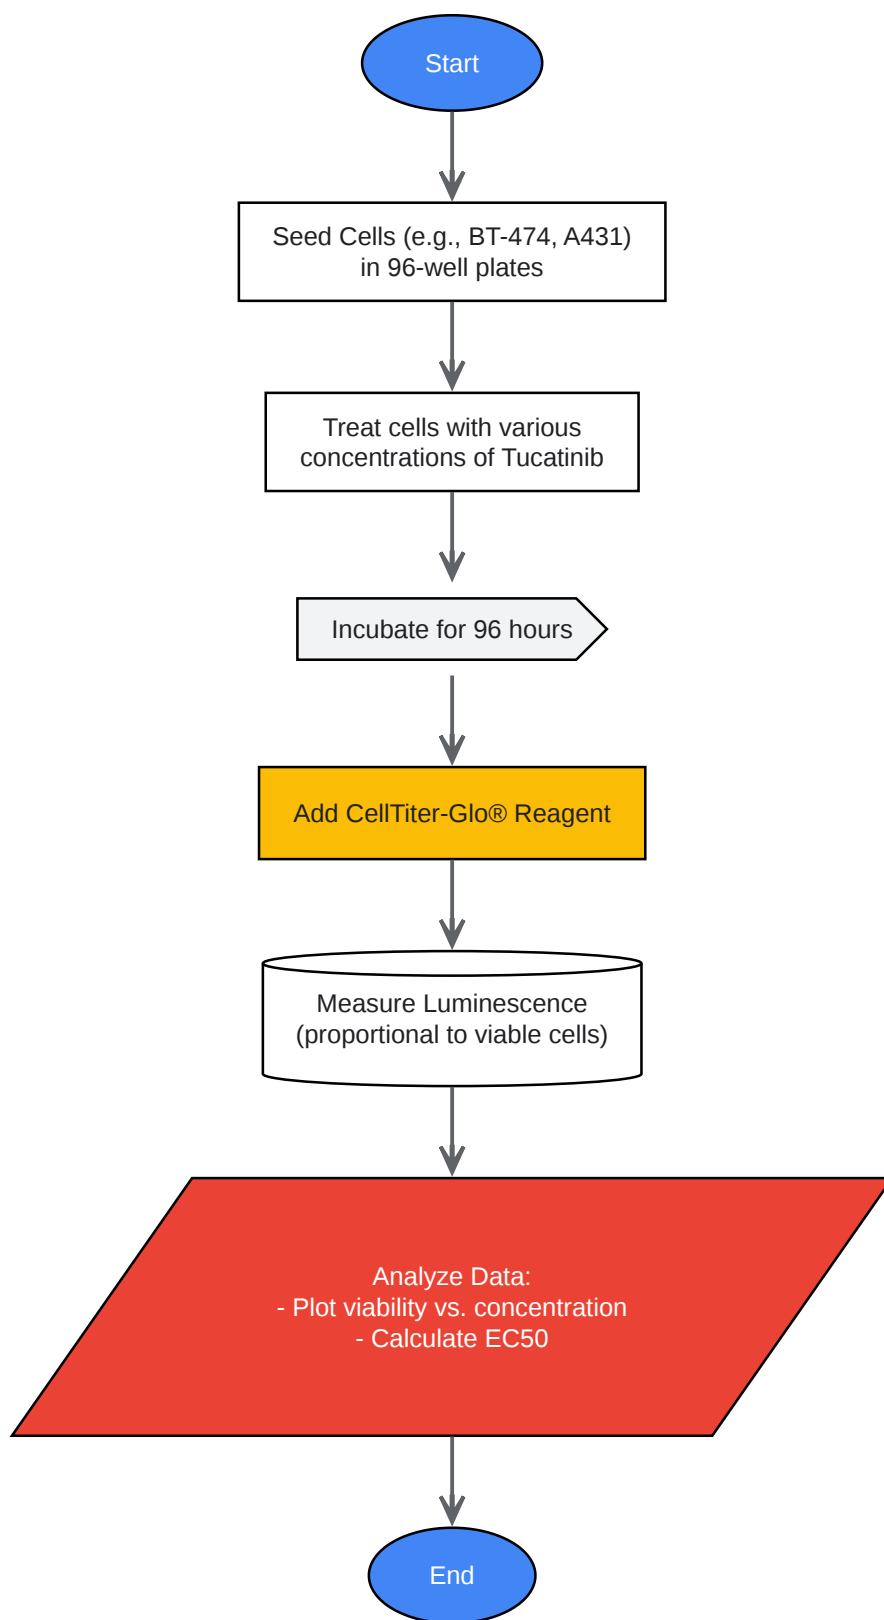 Start
Seed Cells (e.g., BT-474, A431)
in 96-well plates
Treat cells with various
concentrations of Tucatinib
Incubate for 96 hours
Add CellTiter-Glo® Reagent
Measure Luminescence
(proportional to viable cells)
Analyze Data:
- Plot viability vs. concentration
- Calculate EC50
End